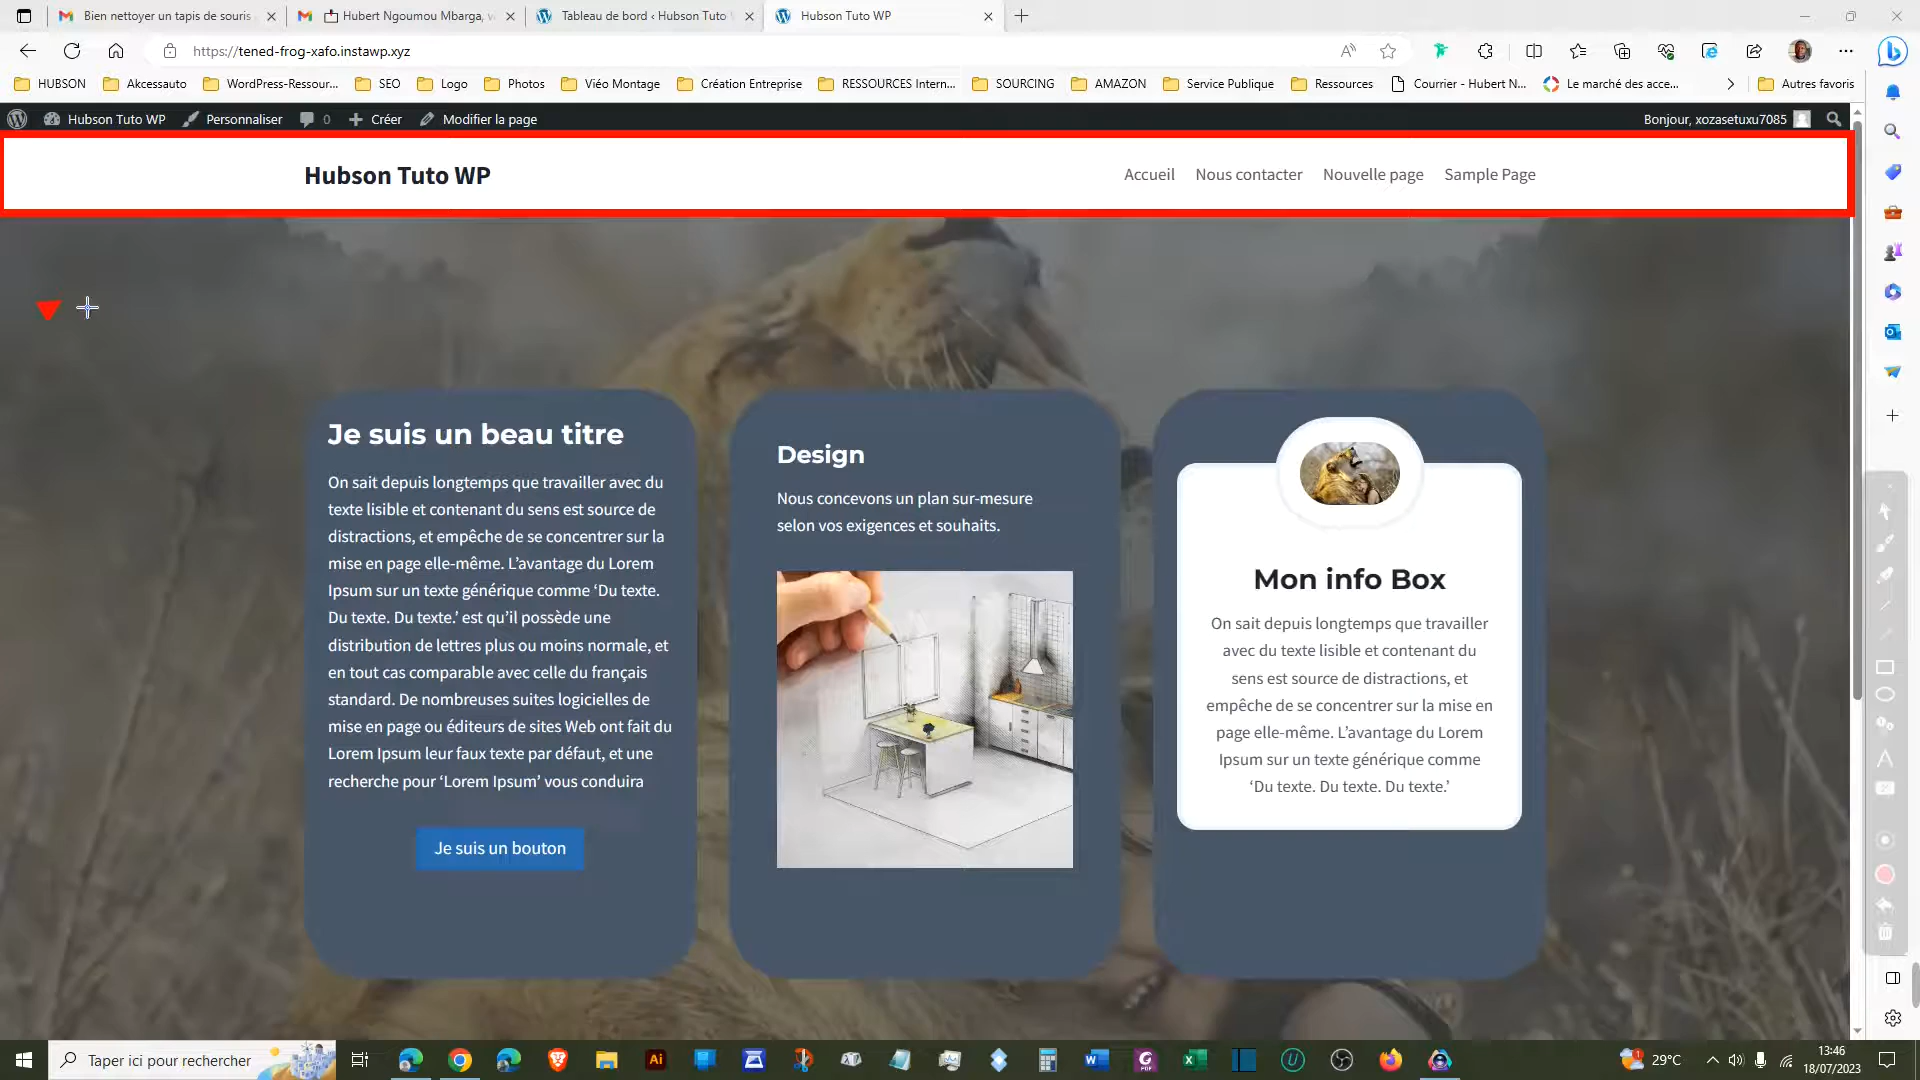 Bien nettoyer un tapis de souris
Hubert Ngoumou Mbarga, v
Tableau de bord ‹ Hubson Tuto
Hubson Tuto WP
https://tened-frog-xafo.instawp.xyz
HUBSON
Akcessauto
WordPress-Ressour...
SEO
Logo
Photos
Viéo Montage
Création Entreprise
RESSOURCES Intern...
SOURCING
AMAZON
Service Publique
Ressources
Courrier - Hubert N...
Le marché des acce...
Autres favoris
Hubson Tuto WP
Personnaliser
0
Créer
Modifier la page
Bonjour, xozasetuxu7085
Hubson Tuto WP
Accueil
Nous contacter
Nouvelle page
Sample Page
Je suis un beau titre
On sait depuis longtemps que travailler avec du
texte lisible et contenant du sens est source de
distractions, et empêche de se concentrer sur la
mise en page elle-même. L’avantage du Lorem
Ipsum sur un texte générique comme ‘Du texte.
Du texte. Du texte.’ est qu’il possède une
distribution de lettres plus ou moins normale, et
en tout cas comparable avec celle du français
standard. De nombreuses suites logicielles de
mise en page ou éditeurs de sites Web ont fait du
Lorem Ipsum leur faux texte par défaut, et une
recherche pour ‘Lorem Ipsum’ vous conduira
Je suis un bouton
Design
Nous concevons un plan sur-mesure
selon vos exigences et souhaits.
Mon info Box
On sait depuis longtemps que travailler
avec du texte lisible et contenant du
sens est source de distractions, et
empêche de se concentrer sur la mise en
page elle-même. L’avantage du Lorem
Ipsum sur un texte générique comme
‘Du texte. Du texte. Du texte.’
Taper ici pour rechercher
29°C
13:46
18/07/2023